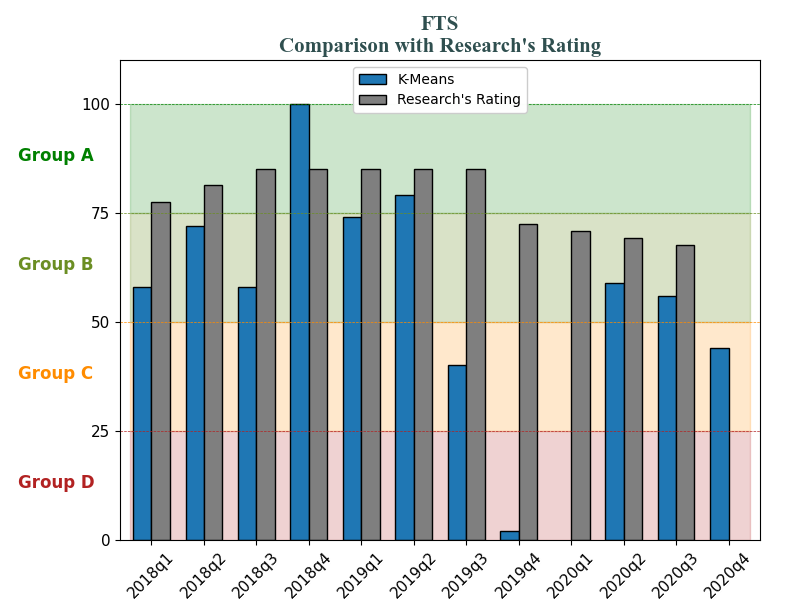 FTS
Comparison with Research's Rating
K-Means
Research's Rating
100
Group A
75
Group B
50
Group C
25
Group D
0
2018q1 2018q2 2018q3 2018q4 2019q1 2019q2 2019q3 2019q4 2020q1 2020q2 2020q3 2020q4